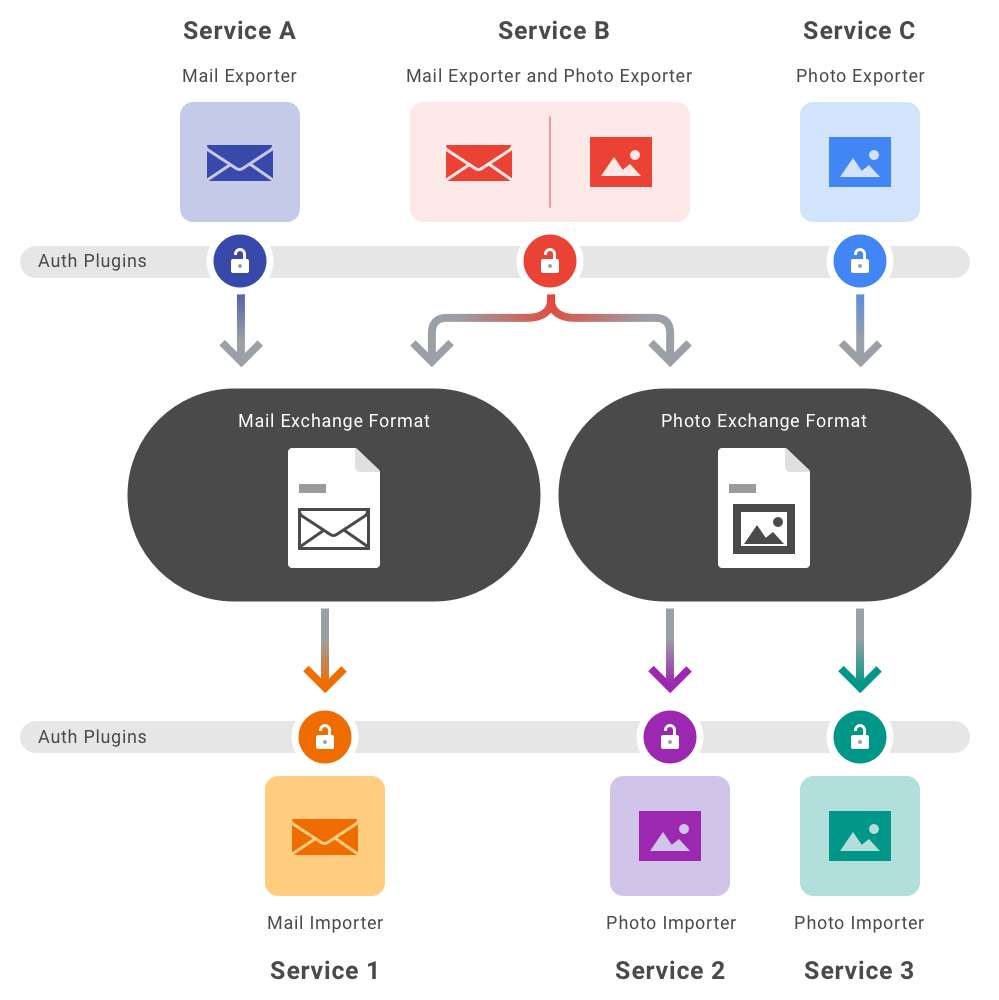 Service A
Service B
Service C
Mail Exporter
Mail Exporter and Photo Exporter
Photo Exporter
Auth Plugins
Mail Exchange Format
Photo Exchange Format
Auth Plugins
Mail Importer
Photo Importer
Photo Importer
Service 1
Service 2
Service 3